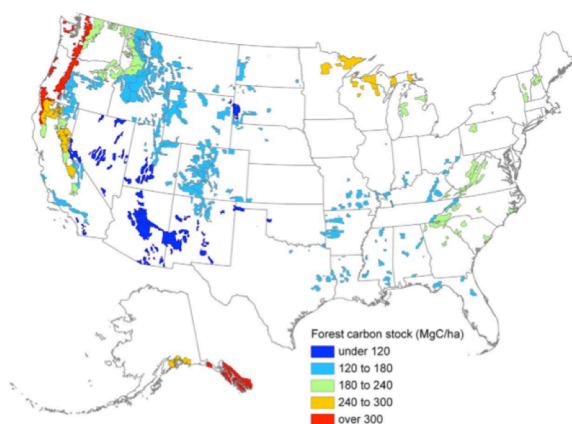 Forest carbon stock (MgC/ha)
under 120
120 to 180
180 to 240
240 to 300
over 300